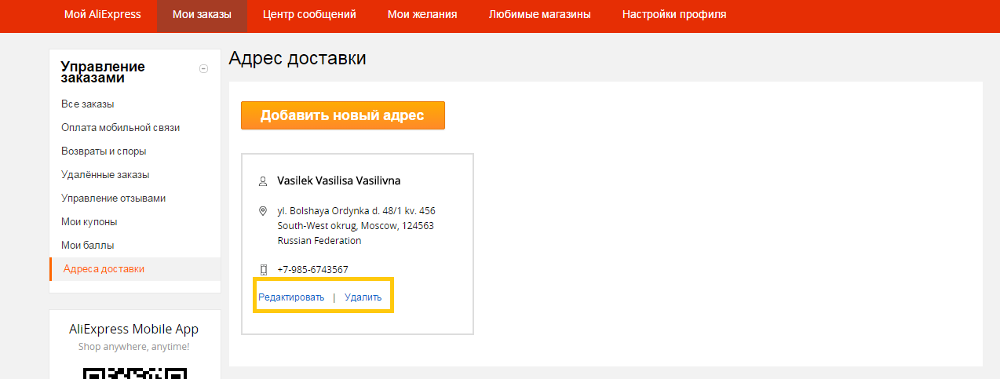 Мой AliExpress Мои заказы Центр сообщений Мои желания Любимые магазины Настройки профиля
Управление
заказами
Все заказы
Оплата мобильной связи
Возвраты и споры
Удалённые заказы
Управление отзывами
Мои купоны
Мои баллы
Адреса доставки
AliExpress Mobile App
Shop anywhere, anytime!
Адрес доставки
Добавить новый адрес
Vasilek Vasilisa Vasilivna
yl. Bolshaya Ordynka d. 48/1 kv. 456
South-West okrug, Moscow, 124563
Russian Federation
+7-985-6743567
Редактировать | Удалить